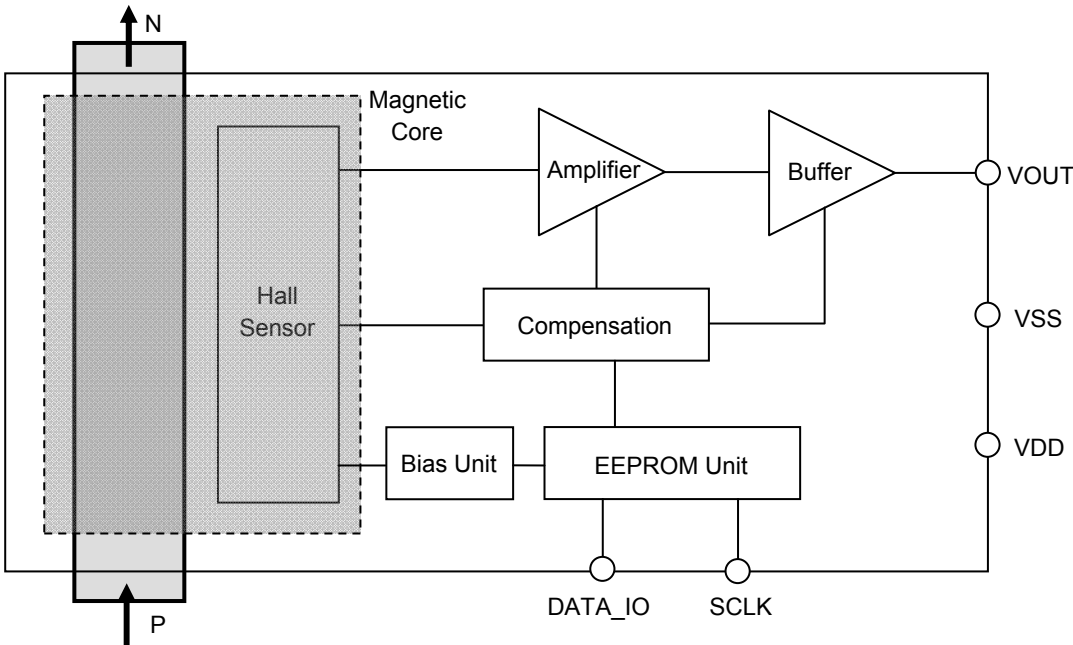 N
Magnetic
Core
Amplifier
Buffer
VOUT
Hall
Sensor
Compensation
VSS
Bias Unit
EEPROM Unit
VDD
DATA_IO
SCLK
P